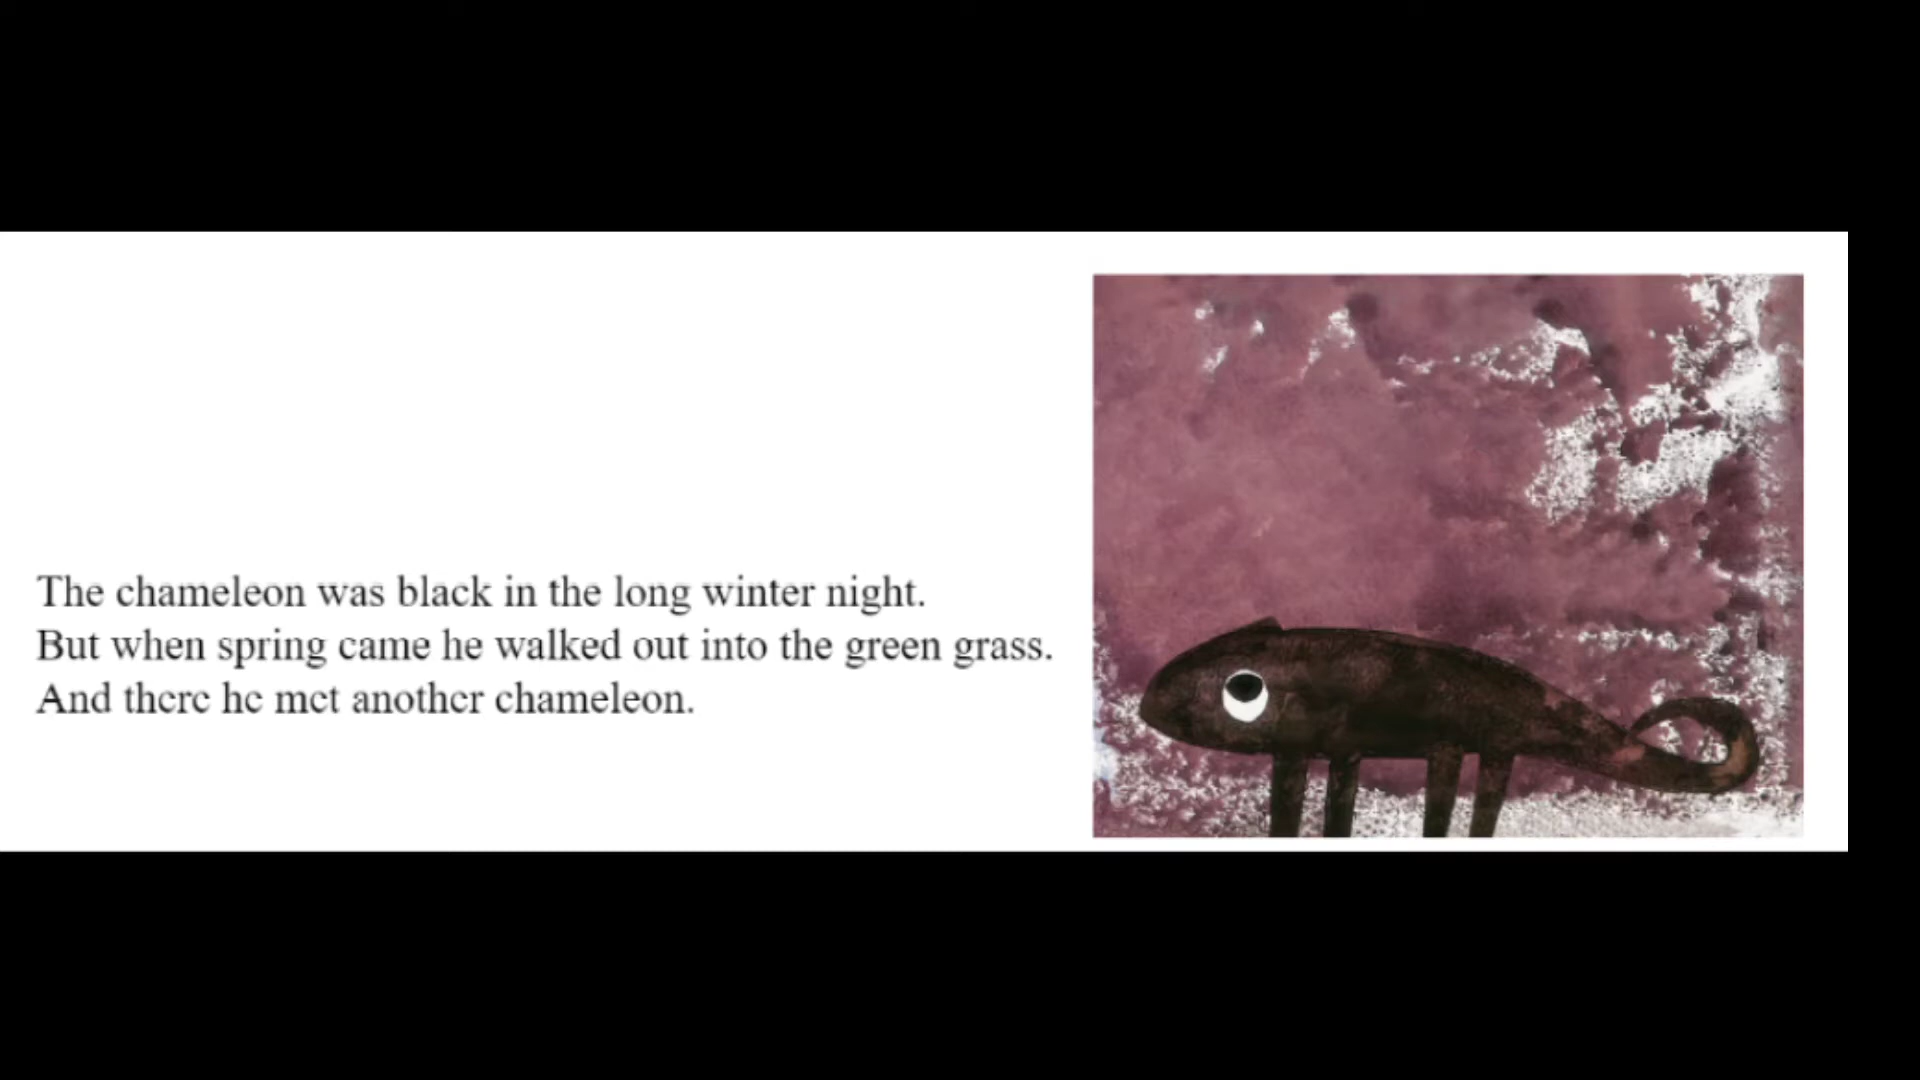 The chameleon was black in the long winter night.
But when spring came he walked out into the green grass.
And there he met another chameleon.